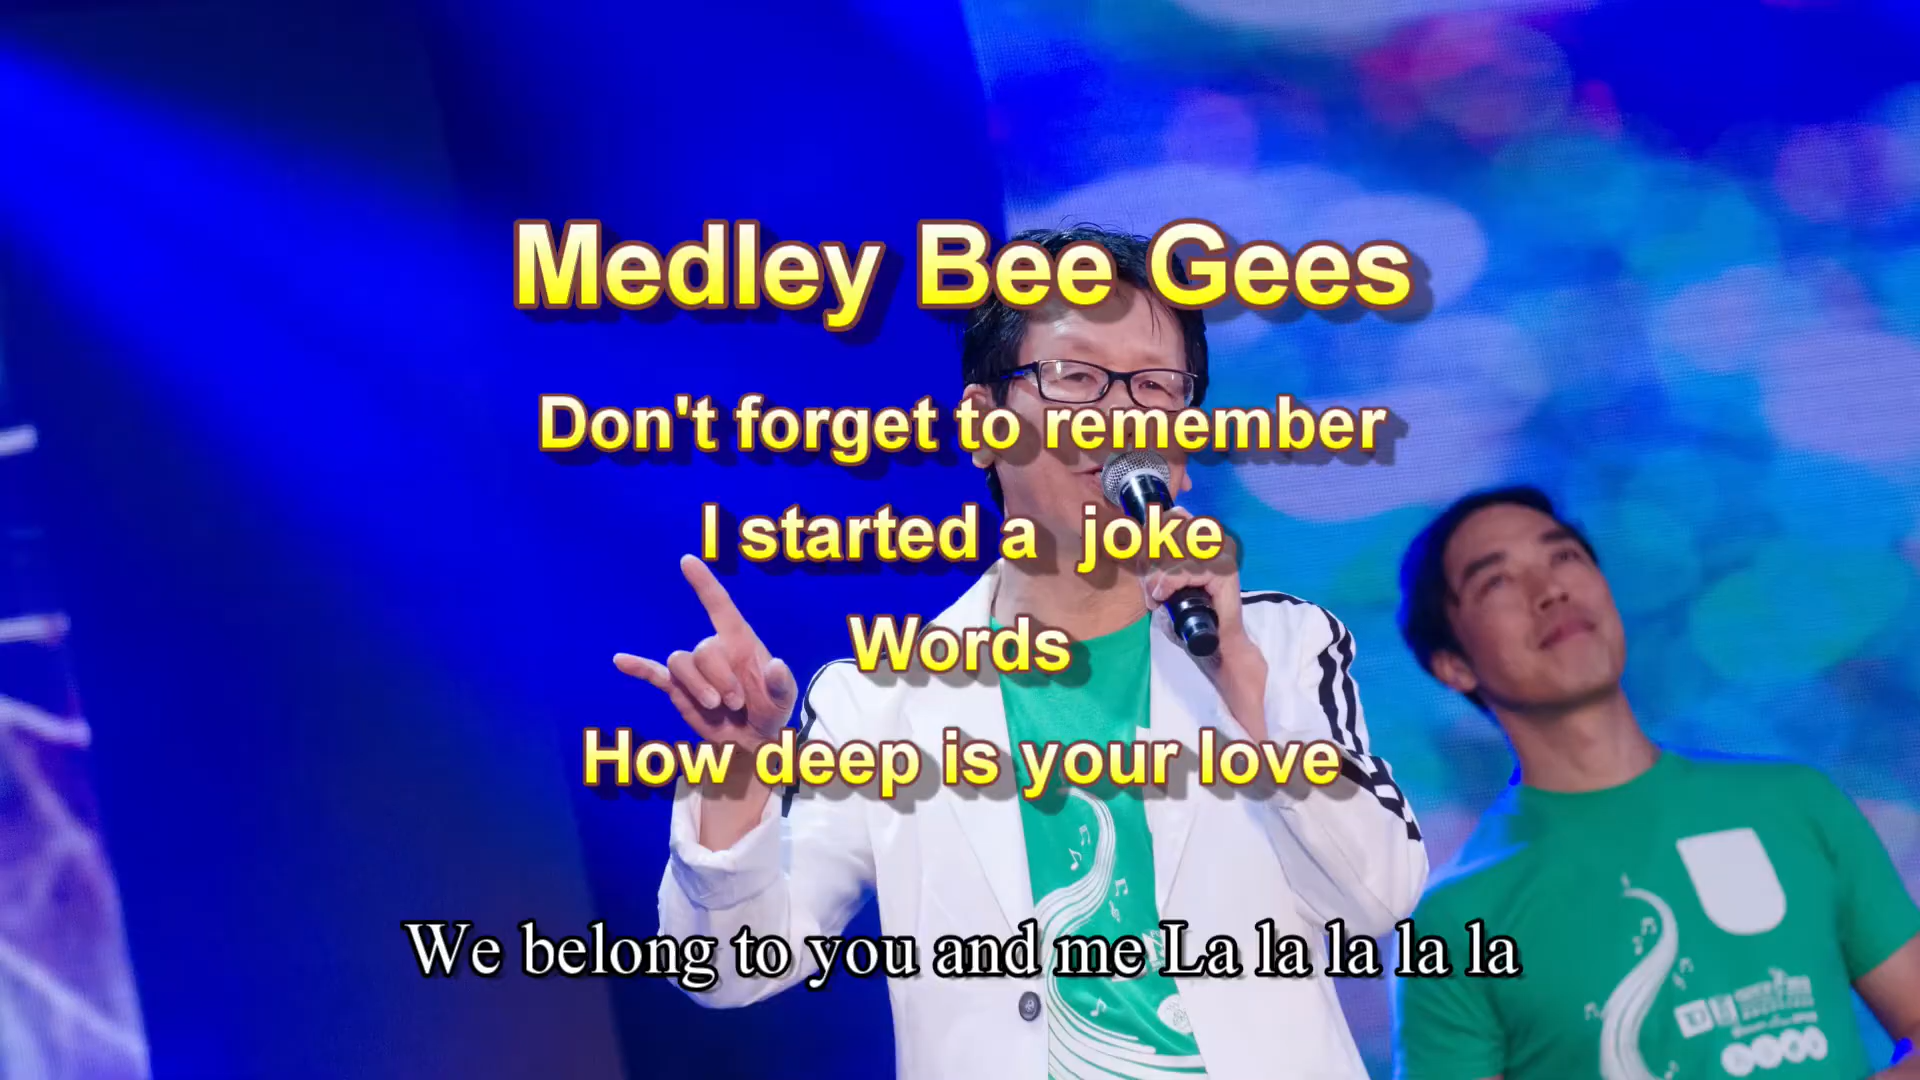 Medley Bee Gees
Don't forget to remember
I started a joke
Words
How deep is your love
We belong to you and me La la la la la